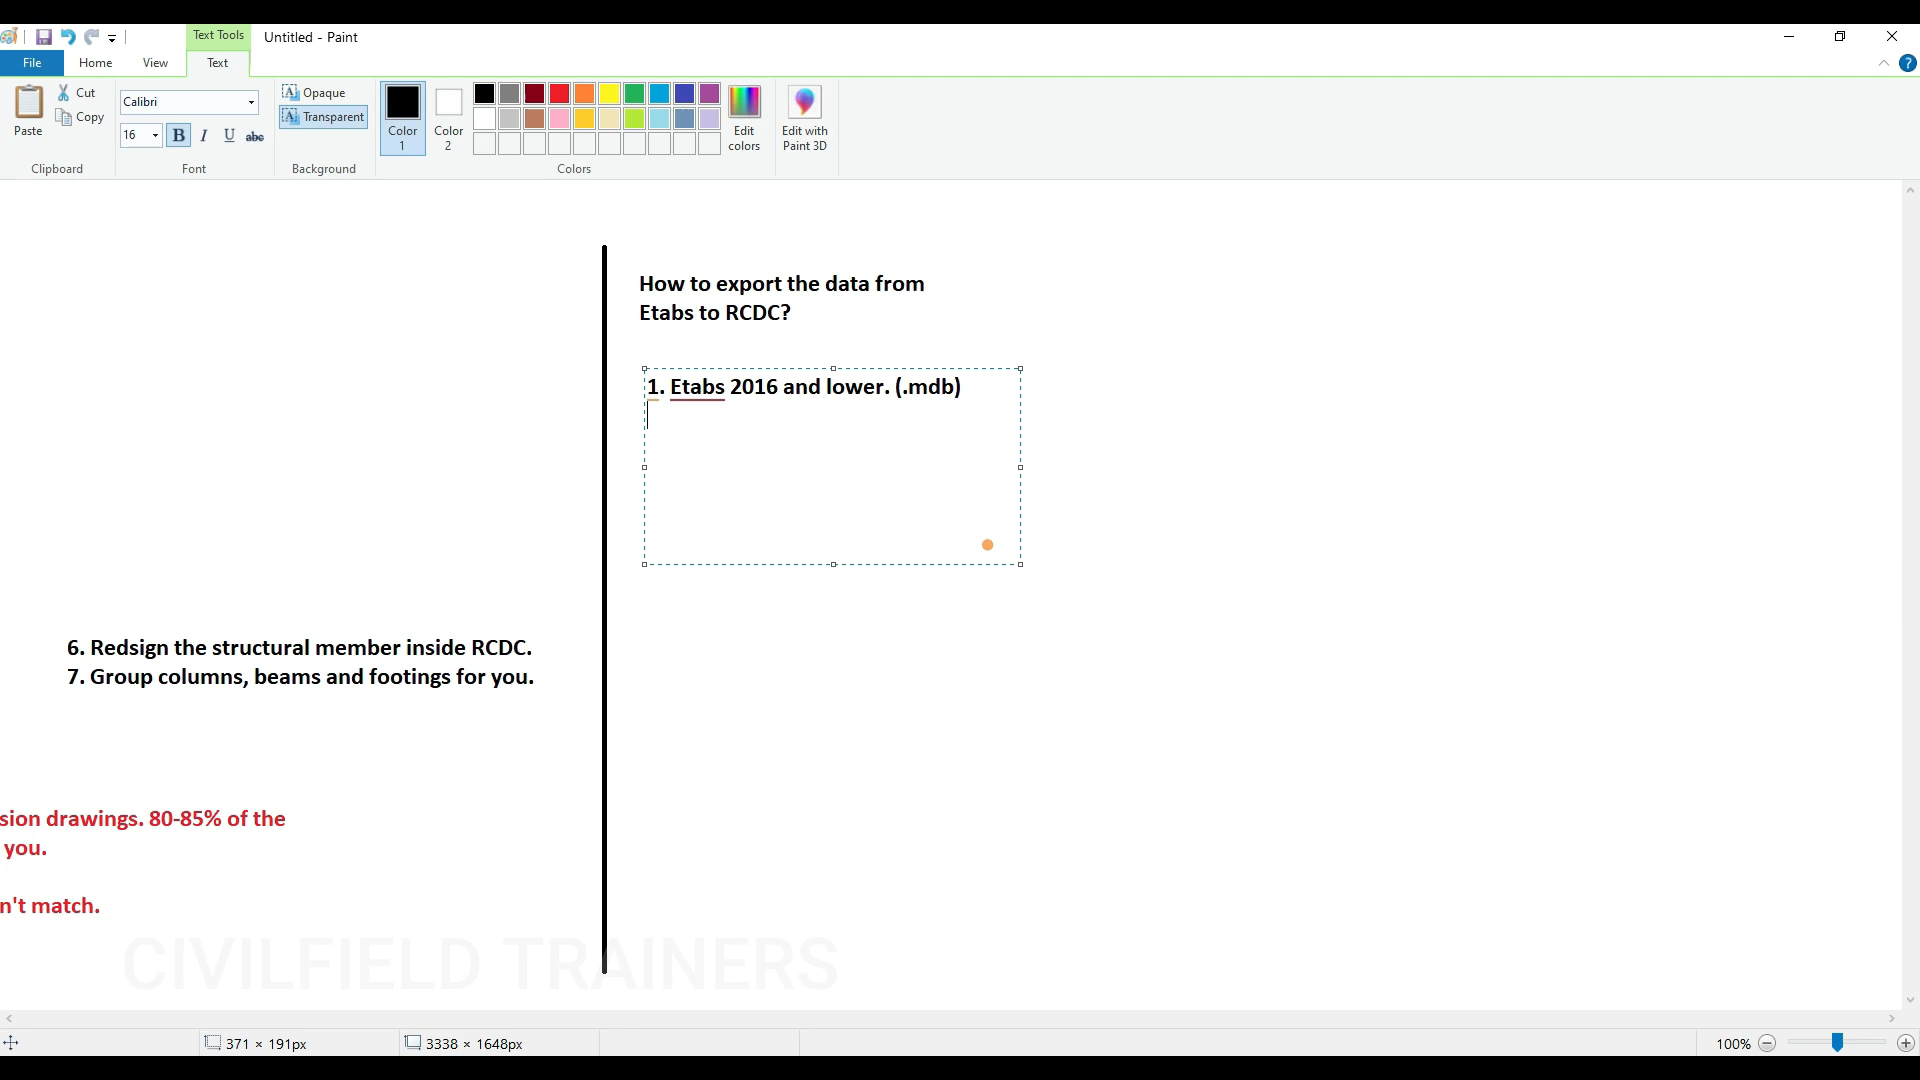 Text Tools
Untitled - Paint
File
Home
View
Text
?
Paste
Cut
Copy
Clipboard
Calibri
16
B I U abc
Font
Opaque
Transparent
Background
Color 1
Color 2
Edit colors
Colors
Edit with Paint 3D
How to export the data from
Etabs to RCDC?
1. Etabs 2016 and lower. (.mdb)
6. Redsign the structural member inside RCDC.
7. Group columns, beams and footings for you.
sion drawings. 80-85% of the
you.
n't match.
CIVILFIELD TRAINERS
371 × 191px
3338 × 1648px
100%